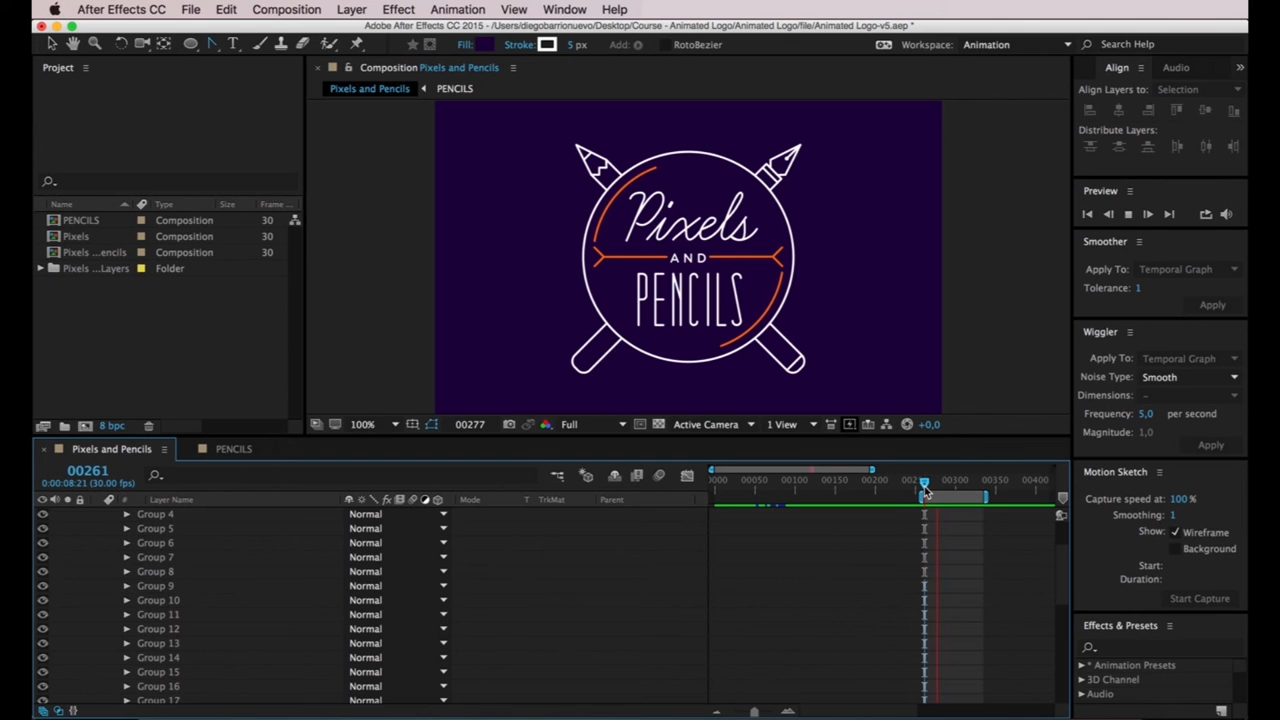 After Effects CC File Edit Composition Layer Effect Animation View Window Help
Adobe After Effects CC 2015 - /Users/diegobarrionuevo/Desktop/Course - Animated Logo/Animated Logo/file/Animated Logo-v5.aep *
Fill: Stroke: 5 px Add: RotoBezier Workspace: Animation Search Help
Project
Composition Pixels and Pencils
Align Audio
Pixels and Pencils PENCILS
Align Layers to: Selection
Distribute Layers:
Pixels
AND
PENCILS
Name Type Size Frame ...
PENCILS Composition 30
Pixels Composition 30
Pixels ...encils Composition 30
Pixels ...Layers Folder
Preview
Smoother
Apply To: Temporal Graph
Tolerance: 1
Apply
Wiggler
Apply To: Temporal Graph
Noise Type: Smooth
Dimensions: -
Frequency: 5,0 per second
Magnitude: 1,0
Apply
8 bpc
100% 00277 Full Active Camera 1 View +0,0
Pixels and Pencils PENCILS
00261
0:00:08:21 (30.00 fps)
0000 00050 00100 00150 00200 0025 00300 00350 00400
# Layer Name Mode T TrkMat Parent
Group 4 Normal
Group 5 Normal
Group 6 Normal
Group 7 Normal
Group 8 Normal
Group 9 Normal
Group 10 Normal
Group 11 Normal
Group 12 Normal
Group 13 Normal
Group 14 Normal
Group 15 Normal
Group 16 Normal
Group 17 Normal
Motion Sketch
Capture speed at: 100 %
Smoothing: 1
Show: Wireframe
Background
Start:
Duration:
Start Capture
Effects & Presets
* Animation Presets
3D Channel
Audio